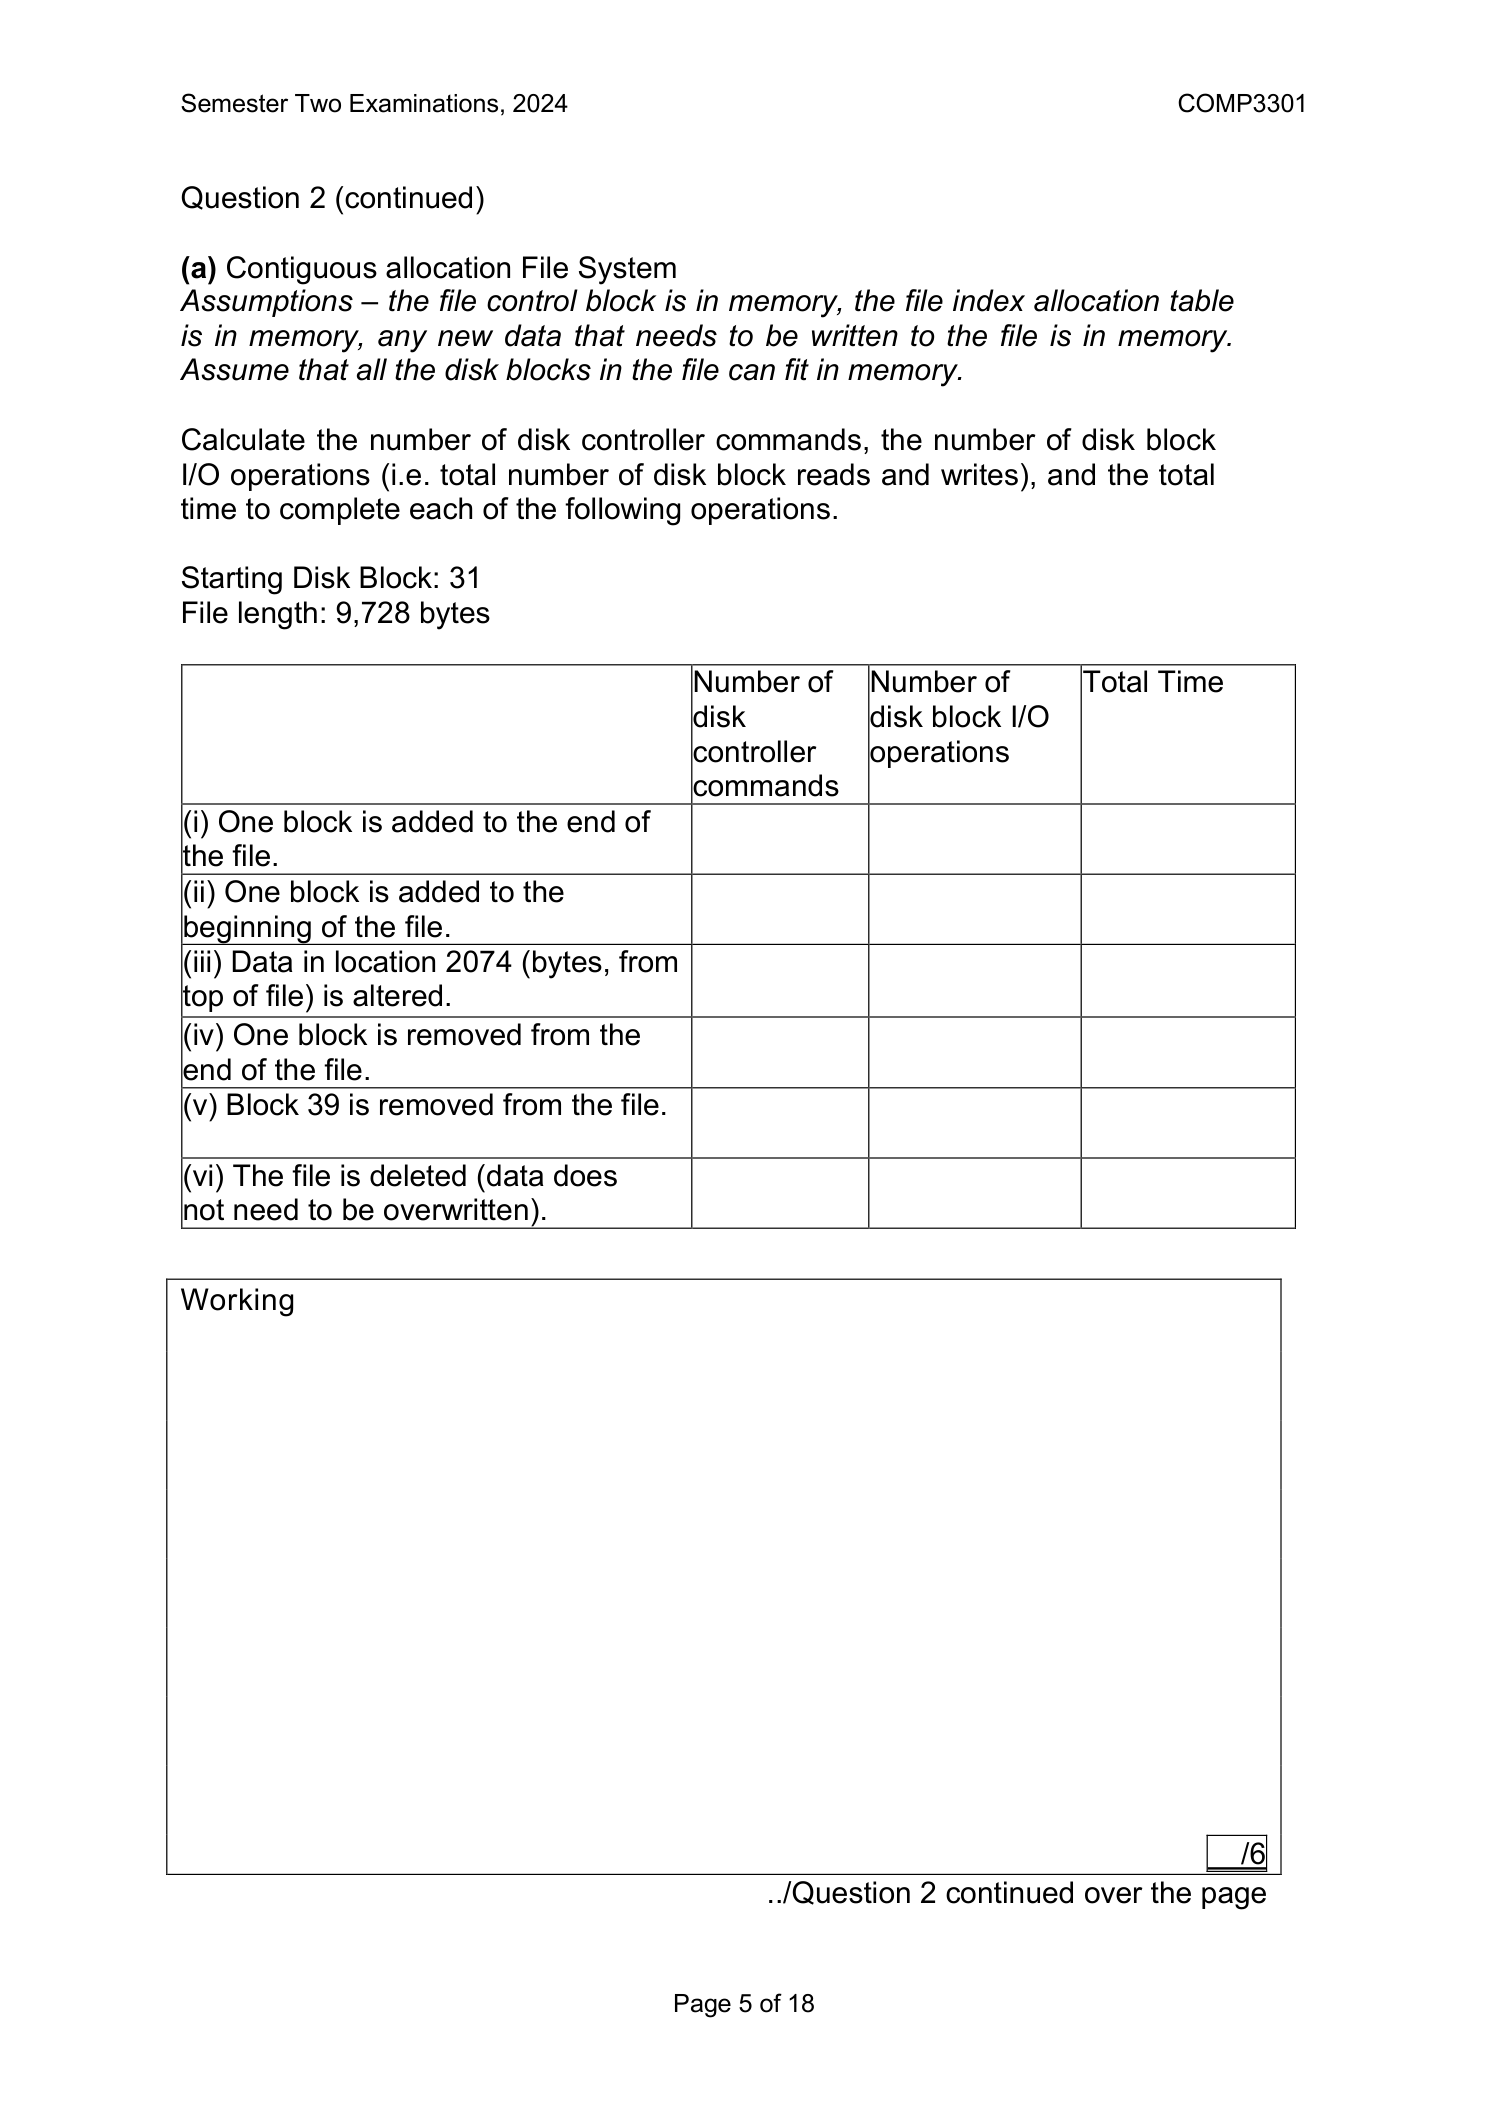 Semester Two Examinations, 2024 COMP3301
Question 2 (continued)
(a) Contiguous allocation File System
Assumptions – the file control block is in memory, the file index allocation table
is in memory, any new data that needs to be written to the file is in memory.
Assume that all the disk blocks in the file can fit in memory.
Calculate the number of disk controller commands, the number of disk block
I/O operations (i.e. total number of disk block reads and writes), and the total
time to complete each of the following operations.
Starting Disk Block: 31
File length: 9,728 bytes
Number of
disk
controller
commands
Number of
disk block I/O
operations
Total Time
(i) One block is added to the end of
the file.
(ii) One block is added to the
beginning of the file.
(iii) Data in location 2074 (bytes, from
top of file) is altered.
(iv) One block is removed from the
end of the file.
(v) Block 39 is removed from the file.
(vi) The file is deleted (data does
not need to be overwritten).
Working
/6
../Question 2 continued over the page
Page 5 of 18